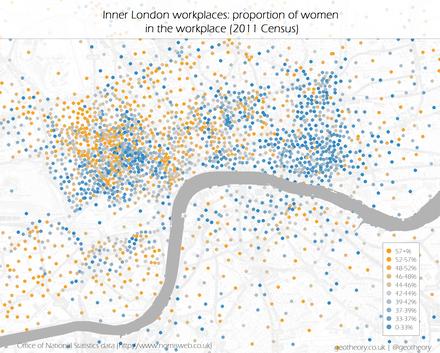 Inner London workplaces: proportion of women
in the workplace (2011 Census)
57+%
52-57%
48-52%
46-48%
44-46%
42-44%
39-42%
37-39%
33-37%
0-33%
Office of National Statistics data [http://www.nomisweb.co.uk]
geotheory.co.uk | @geotheory